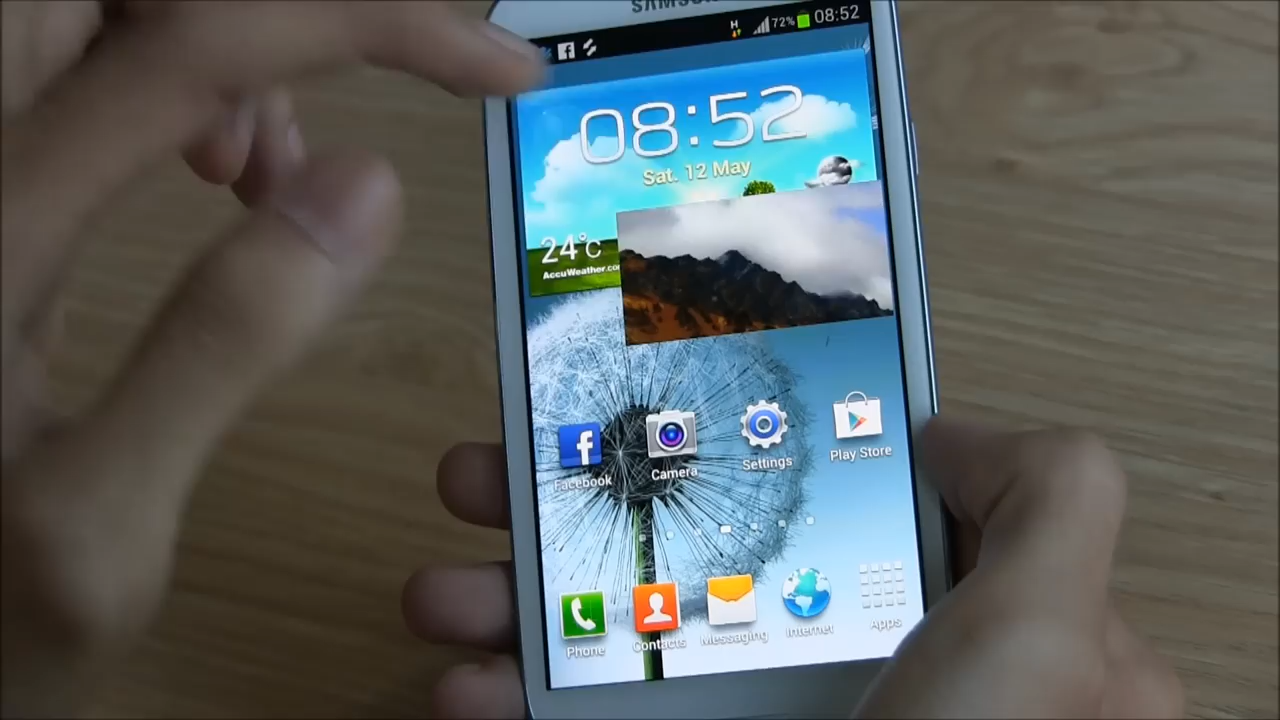 SAMSUNG
H 72% 08:52
08:52
Sat. 12 May
24°C
AccuWeather.co
Facebook
Camera
Settings
Play Store
Phone
Contacts
Messaging
Internet
Apps